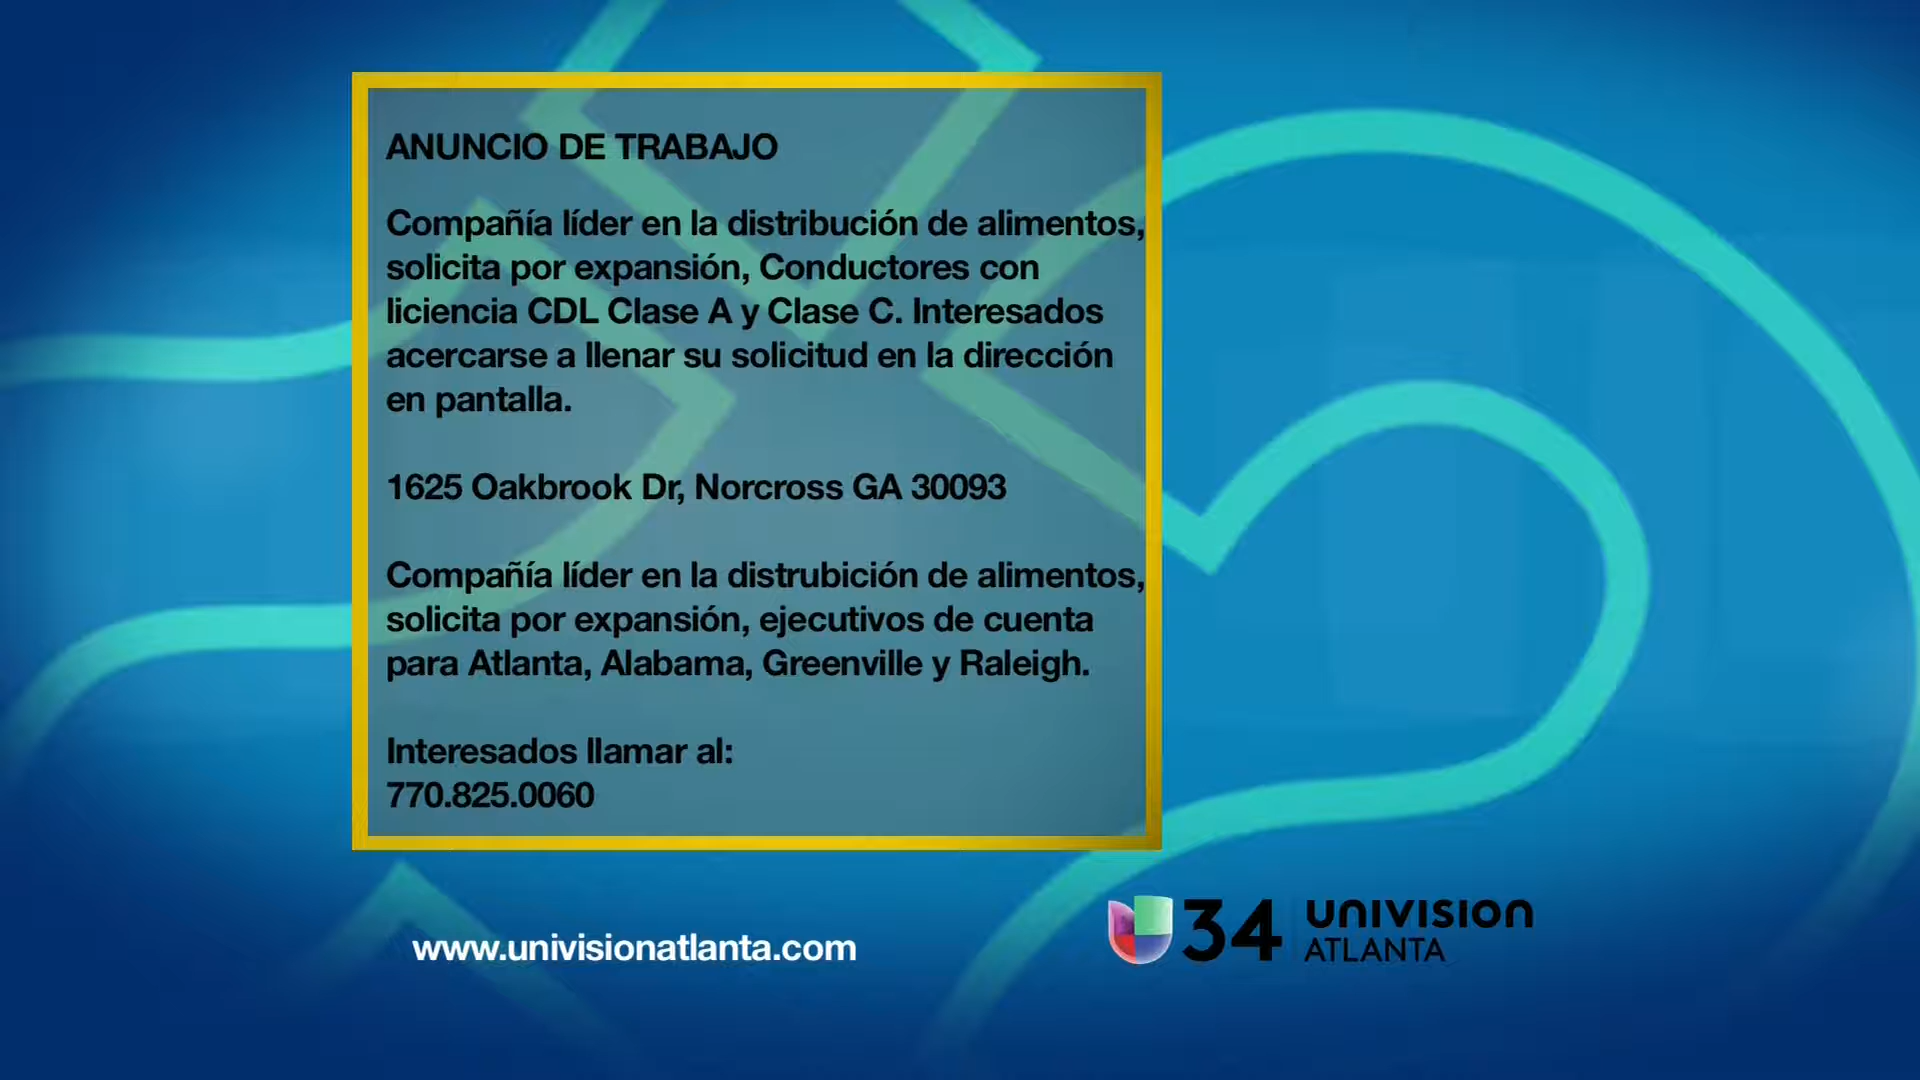 ANUNCIO DE TRABAJO
Compañía líder en la distribución de alimentos,
solicita por expansión, Conductores con
liciencia CDL Clase A y Clase C. Interesados
acercarse a llenar su solicitud en la dirección
en pantalla.
1625 Oakbrook Dr, Norcross GA 30093
Compañía líder en la distrubición de alimentos,
solicita por expansión, ejecutivos de cuenta
para Atlanta, Alabama, Greenville y Raleigh.
Interesados llamar al:
770.825.0060
www.univisionatlanta.com
34 UNIVISION
ATLANTA